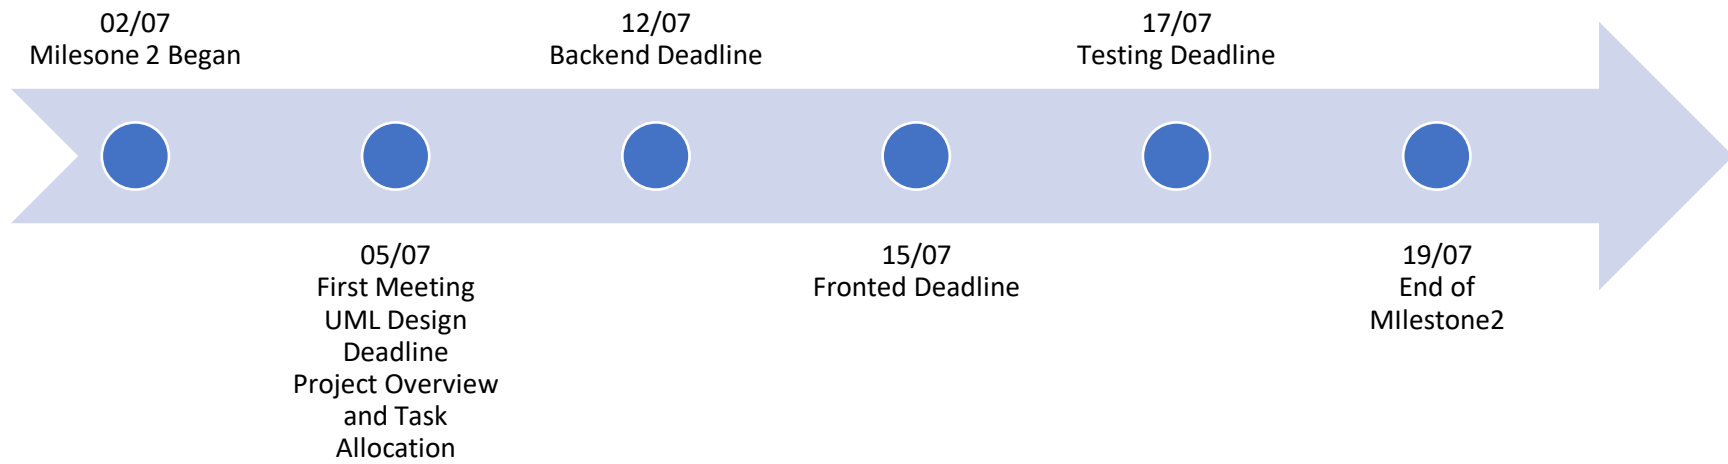 02/07
Milesone 2 Began
05/07
First Meeting
UML Design
Deadline
Project Overview
and Task
Allocation
12/07
Backend Deadline
15/07
Fronted Deadline
17/07
Testing Deadline
19/07
End of
MIlestone2